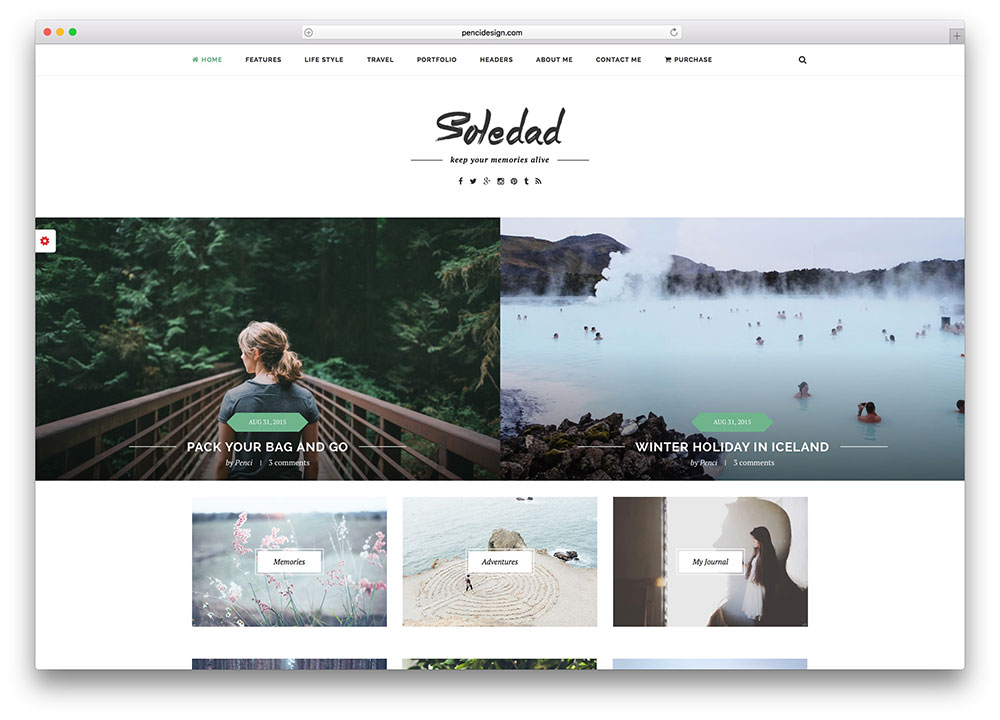 pencidesign.com
HOME FEATURES LIFE STYLE TRAVEL PORTFOLIO HEADERS ABOUT ME CONTACT ME PURCHASE
Soledad
keep your memories alive
AUG 31, 2015
PACK YOUR BAG AND GO
by Penci | 3 comments
AUG 31, 2015
WINTER HOLIDAY IN ICELAND
by Penci | 3 comments
Memories
Adventures
My Journal